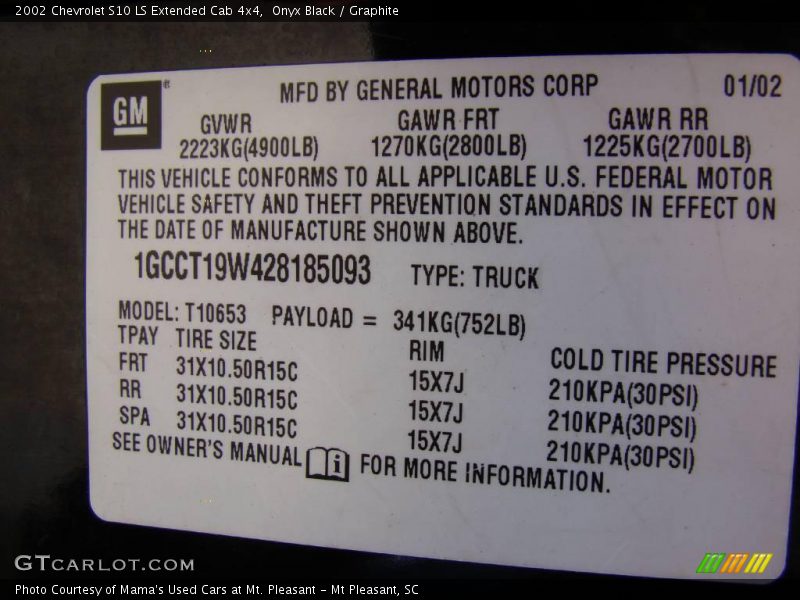 2002 Chevrolet S10 LS Extended Cab 4x4, Onyx Black / Graphite
GM ®
MFD BY GENERAL MOTORS CORP 01/02
GVWR GAWR FRT GAWR RR
2223KG(4900LB) 1270KG(2800LB) 1225KG(2700LB)
THIS VEHICLE CONFORMS TO ALL APPLICABLE U.S. FEDERAL MOTOR
VEHICLE SAFETY AND THEFT PREVENTION STANDARDS IN EFFECT ON
THE DATE OF MANUFACTURE SHOWN ABOVE.
1GCCT19W428185093 TYPE: TRUCK
MODEL: T10653 PAYLOAD = 341KG(752LB)
TPAY TIRE SIZE RIM COLD TIRE PRESSURE
FRT 31X10.50R15C 15X7J 210KPA(30PSI)
RR 31X10.50R15C 15X7J 210KPA(30PSI)
SPA 31X10.50R15C 15X7J 210KPA(30PSI)
SEE OWNER'S MANUAL i FOR MORE INFORMATION.
GTCARLOT.COM
Photo Courtesy of Mama's Used Cars at Mt. Pleasant - Mt Pleasant, SC